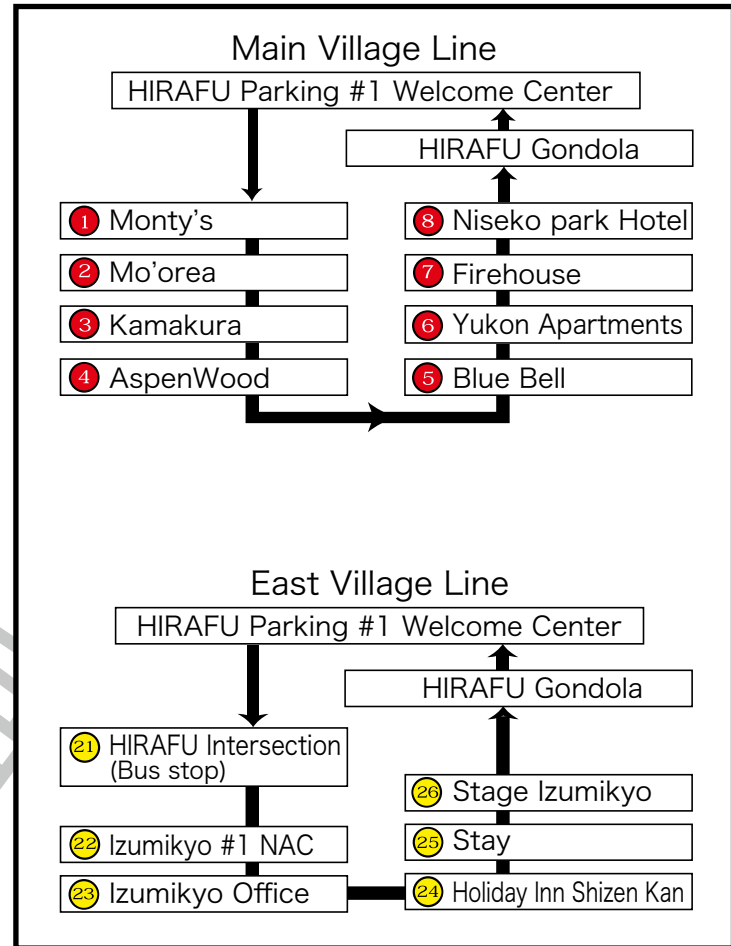 Main Village Line
HIRAFU Parking #1 Welcome Center
HIRAFU Gondola
1 Monty's
2 Mo'orea
3 Kamakura
4 AspenWood
8 Niseko park Hotel
7 Firehouse
6 Yukon Apartments
5 Blue Bell
East Village Line
HIRAFU Parking #1 Welcome Center
HIRAFU Gondola
21 HIRAFU Intersection
(Bus stop)
22 Izumikyo #1 NAC
23 Izumikyo Office
26 Stage Izumikyo
25 Stay
24 Holiday Inn Shizen Kan